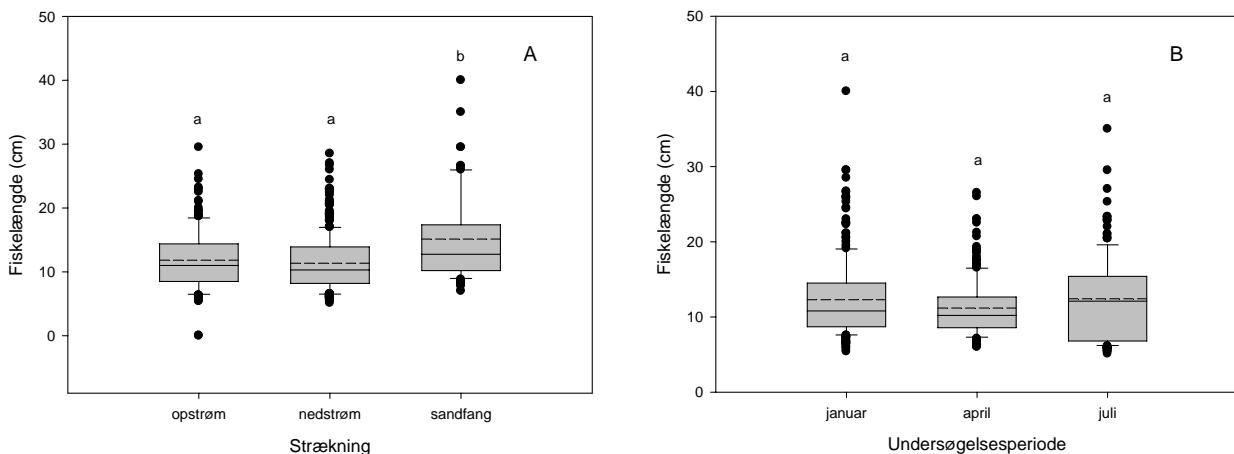 A
Fiskelængde (cm)
50
40
30
20
10
0
a
a
b
opstrøm
nedstrøm
sandfang
Strækning
B
Fiskelængde (cm)
50
40
30
20
10
0
a
a
a
januar
april
juli
Undersøgelsesperiode